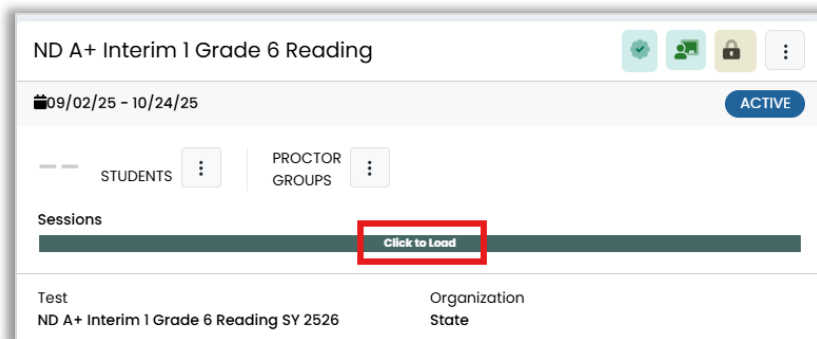 ND A+ Interim 1 Grade 6 Reading
09/02/25 - 10/24/25
ACTIVE
STUDENTS
PROCTOR
GROUPS
Sessions
Click to Load
Test
Organization
ND A+ Interim 1 Grade 6 Reading SY 2526
State